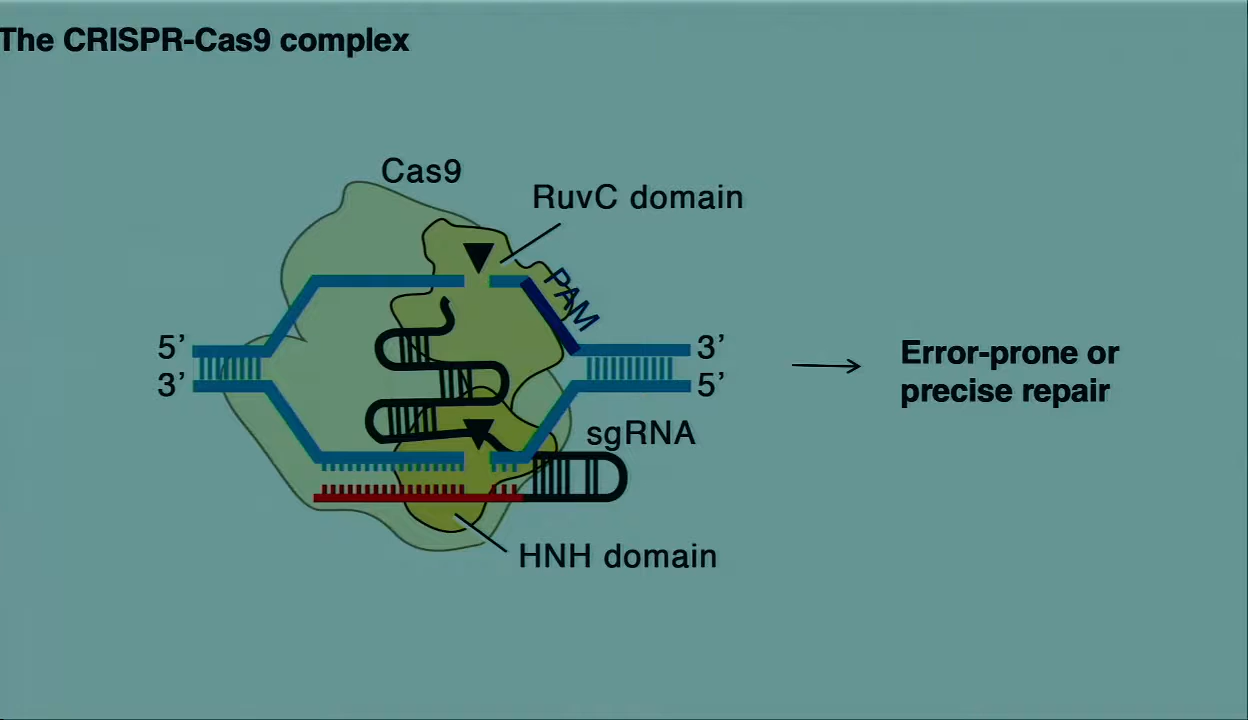 The CRISPR-Cas9 complex
Cas9
RuvC domain
PAM
5’
3’
3’
5’
Error-prone or
precise repair
sgRNA
HNH domain